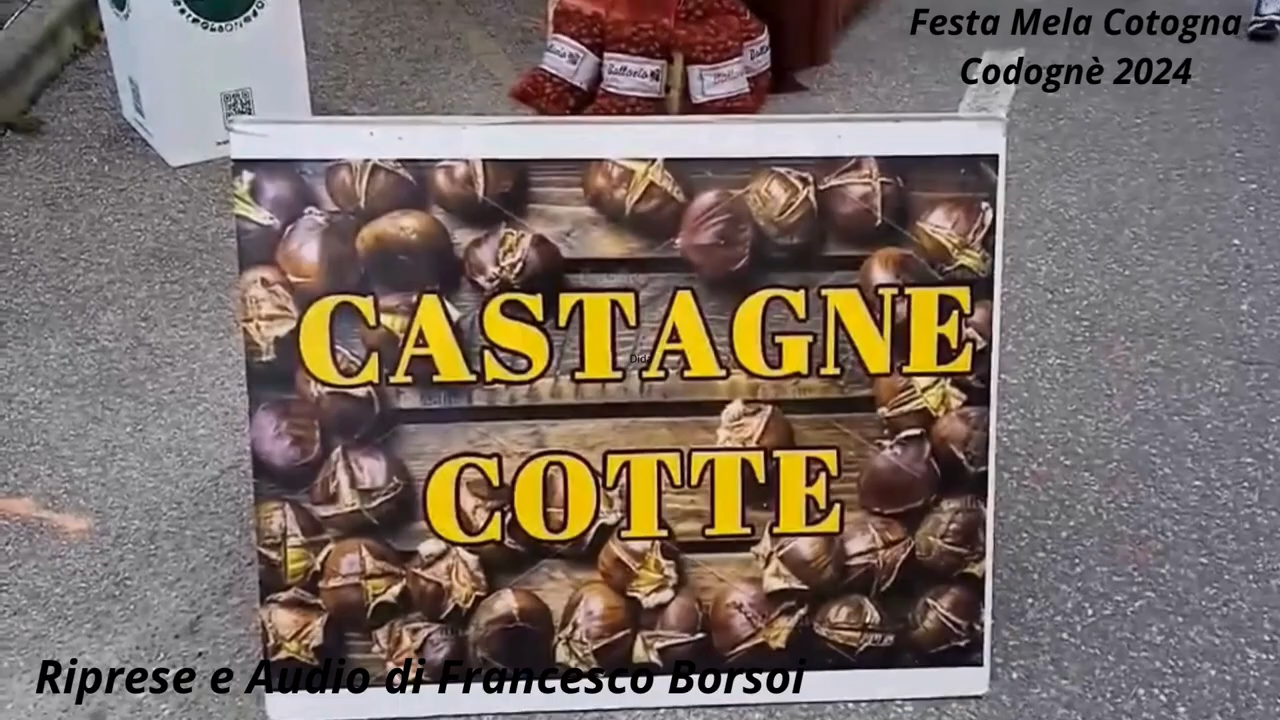 Festa Mela Cotogna
Codognè 2024
CASTAGNE
COTTE
Riprese e Audio di Francesco Borsoi